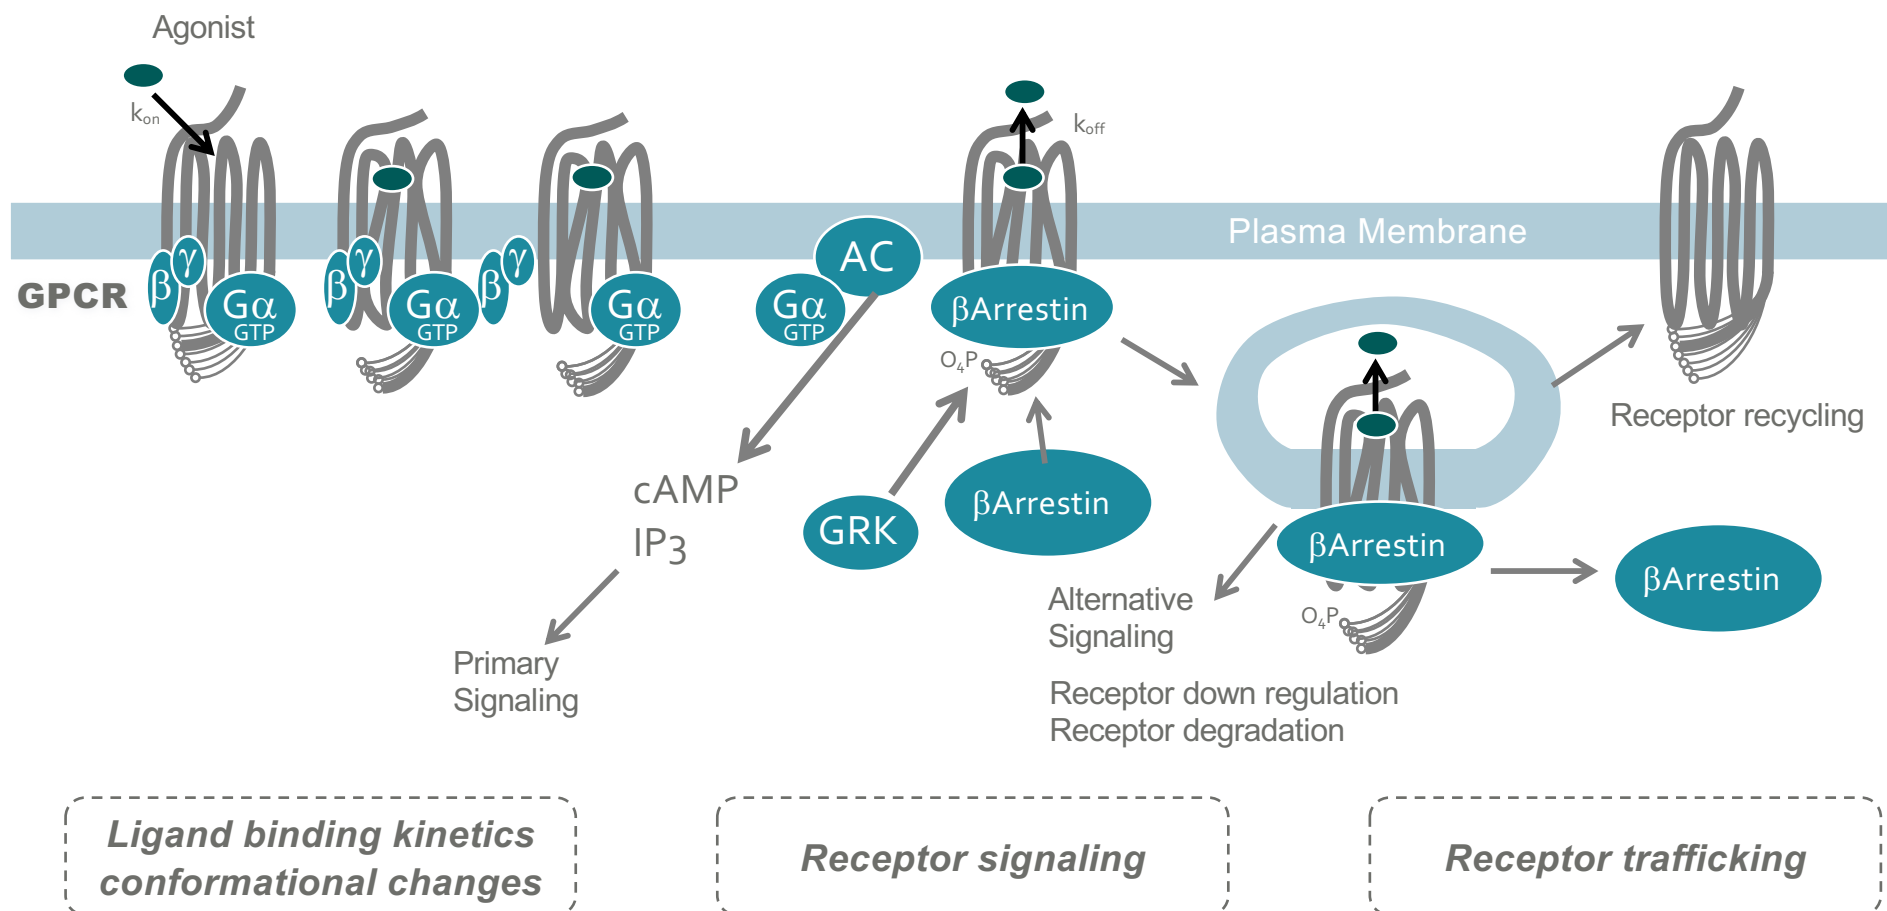 Agonist
kon
koff
Plasma Membrane
GPCR
β
γ
Gα
GTP
β
γ
Gα
GTP
β
γ
Gα
GTP
AC
Gα
GTP
βArrestin
O₄P
cAMP
IP₃
GRK
βArrestin
Primary
Signaling
βArrestin
O₄P
Alternative
Signaling
Receptor down regulation
Receptor degradation
βArrestin
Receptor recycling
Ligand binding kinetics
conformational changes
Receptor signaling
Receptor trafficking